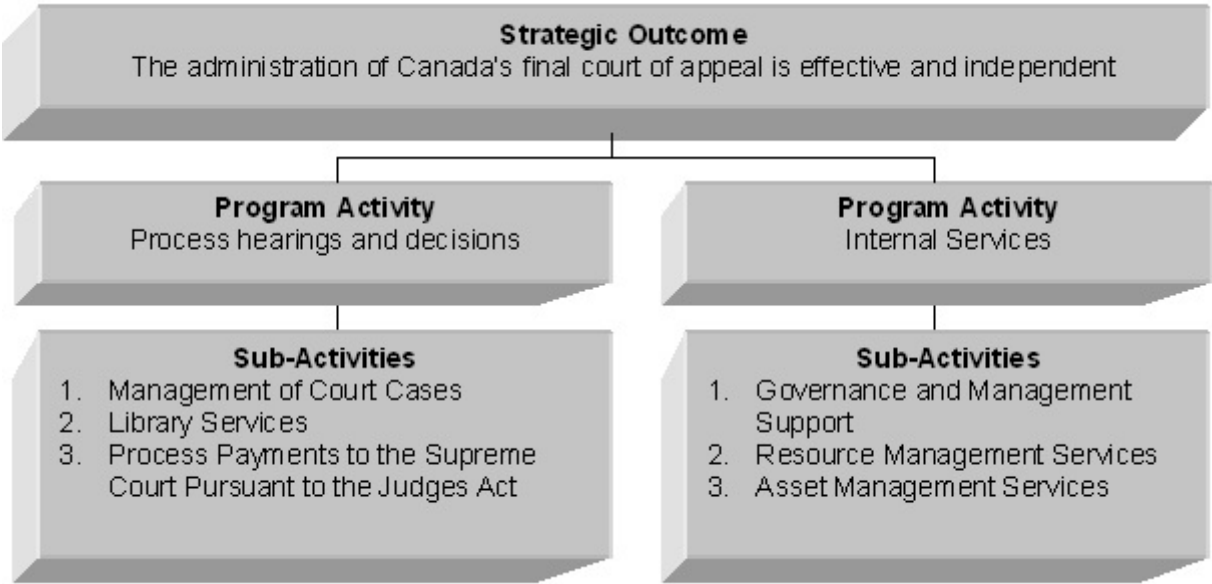 Strategic Outcome
The administration of Canada's final court of appeal is effective and independent
Program Activity
Process hearings and decisions
Program Activity
Internal Services
Sub-Activities
1. Management of Court Cases
2. Library Services
3. Process Payments to the Supreme
Court Pursuant to the Judges Act
Sub-Activities
1. Governance and Management
Support
2. Resource Management Services
3. Asset Management Services